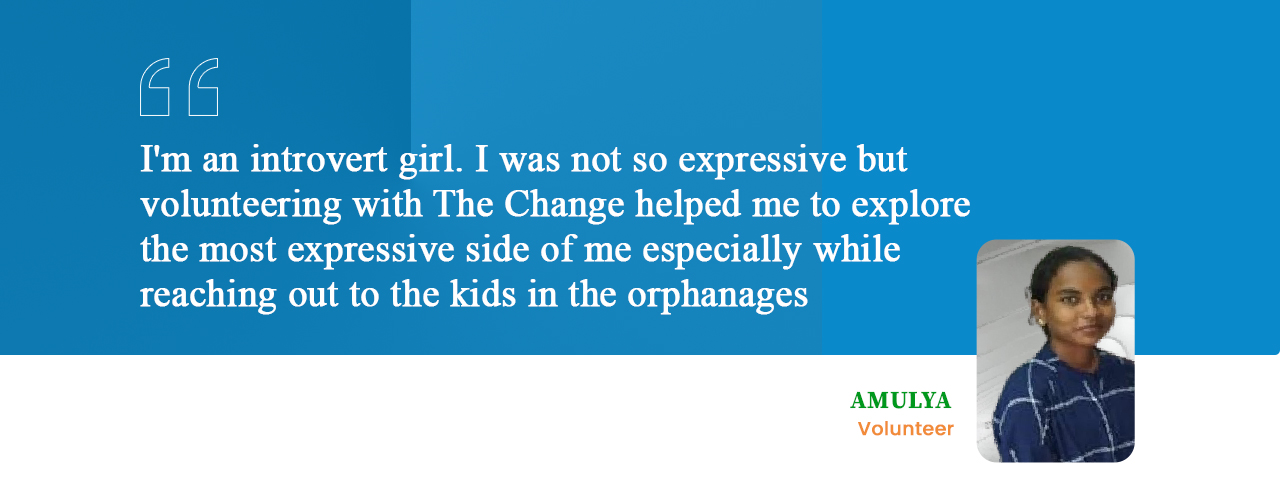 I'm an introvert girl. I was not so expressive but
volunteering with The Change helped me to explore
the most expressive side of me especially while
reaching out to the kids in the orphanages
AMULYA
Volunteer